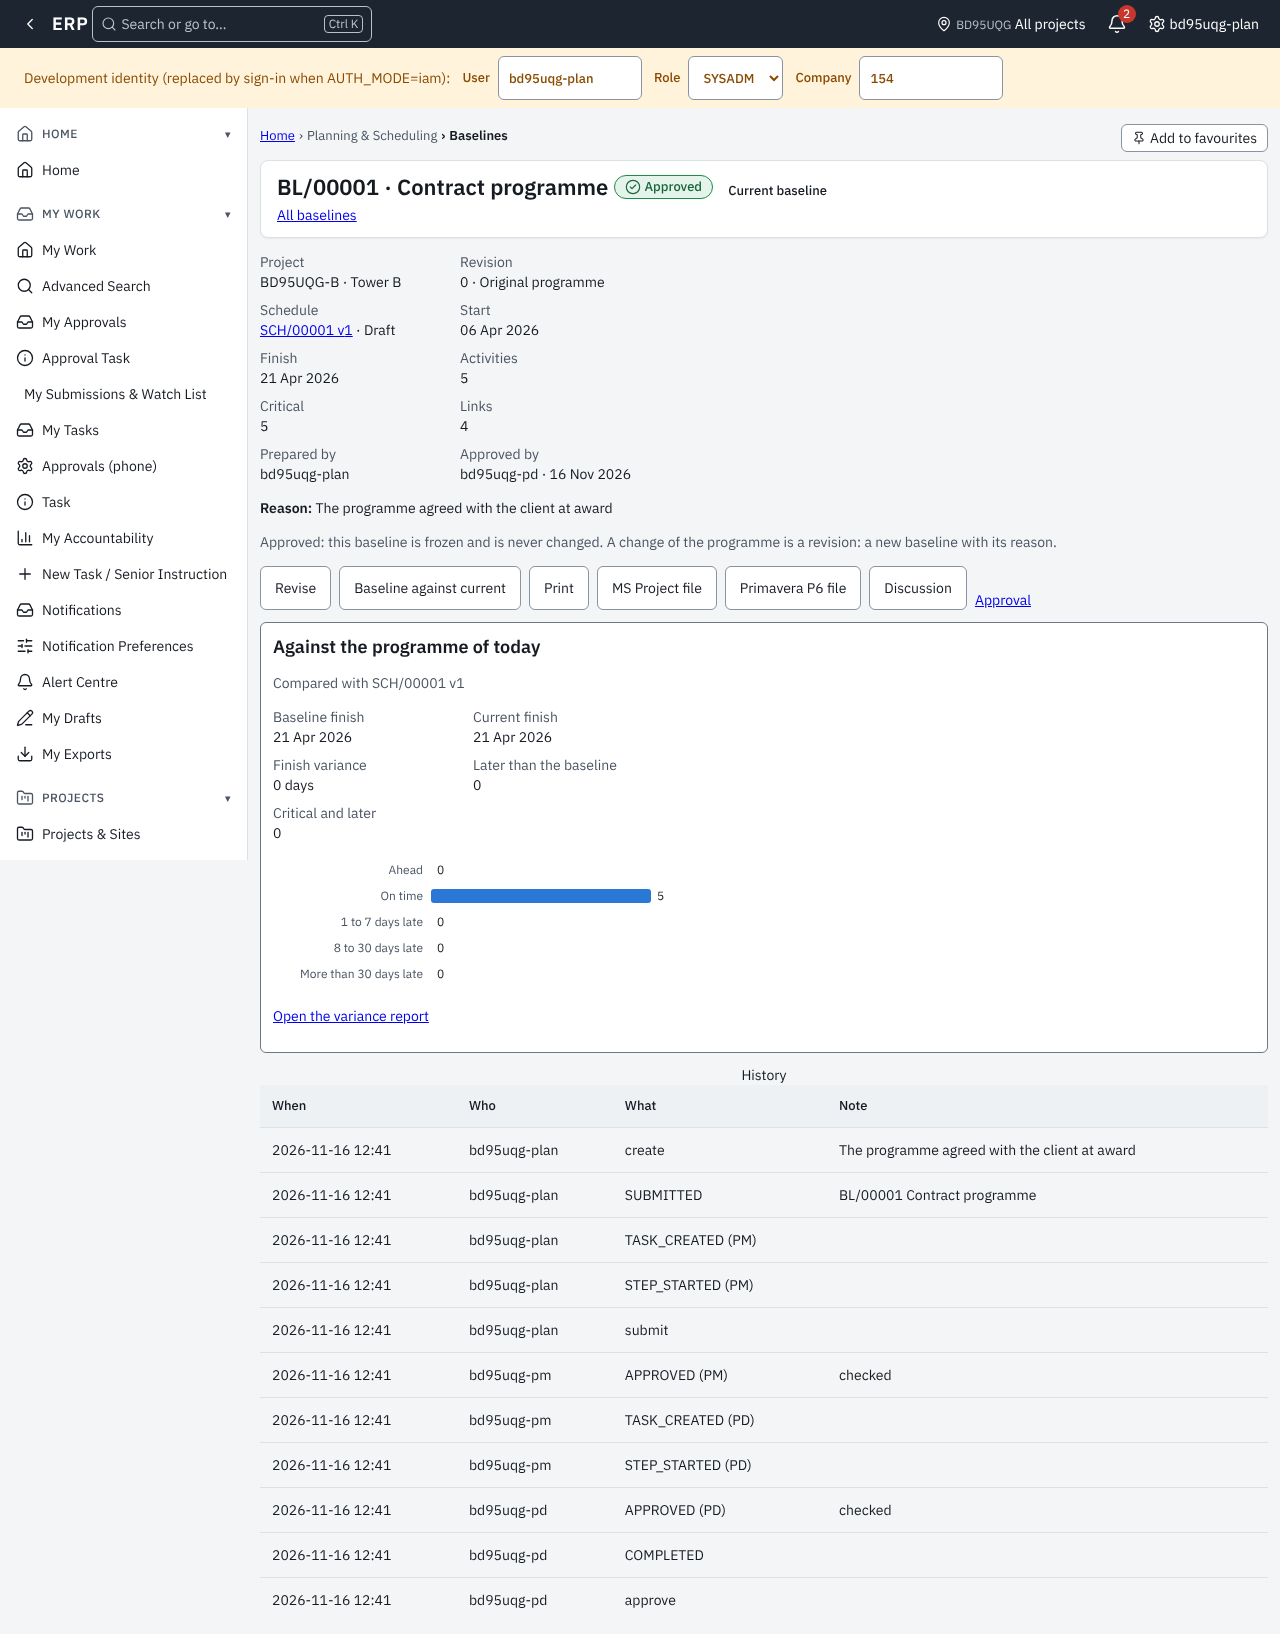 ERP
Search or go to...
Ctrl K
BD95UQG All projects
2
bd95uqg-plan
Development identity (replaced by sign-in when AUTH_MODE=iam): User bd95uqg-plan Role SYSADM Company 154
HOME
Home
MY WORK
My Work
Advanced Search
My Approvals
Approval Task
My Submissions & Watch List
My Tasks
Approvals (phone)
Task
My Accountability
New Task / Senior Instruction
Notifications
Notification Preferences
Alert Centre
My Drafts
My Exports
PROJECTS
Projects & Sites
Home › Planning & Scheduling › Baselines
Add to favourites
BL/00001 · Contract programme Approved Current baseline
All baselines
Project Revision
BD95UQG-B · Tower B 0 · Original programme
Schedule Start
SCH/00001 v1 · Draft 06 Apr 2026
Finish Activities
21 Apr 2026 5
Critical Links
5 4
Prepared by Approved by
bd95uqg-plan bd95uqg-pd · 16 Nov 2026
Reason: The programme agreed with the client at award
Approved: this baseline is frozen and is never changed. A change of the programme is a revision: a new baseline with its reason.
Revise Baseline against current Print MS Project file Primavera P6 file Discussion Approval
Against the programme of today
Compared with SCH/00001 v1
Baseline finish Current finish
21 Apr 2026 21 Apr 2026
Finish variance Later than the baseline
0 days 0
Critical and later
0
Ahead 0
On time 5
1 to 7 days late 0
8 to 30 days late 0
More than 30 days late 0
Open the variance report
History
When Who What Note
2026-11-16 12:41 bd95uqg-plan create The programme agreed with the client at award
2026-11-16 12:41 bd95uqg-plan SUBMITTED BL/00001 Contract programme
2026-11-16 12:41 bd95uqg-plan TASK_CREATED (PM)
2026-11-16 12:41 bd95uqg-plan STEP_STARTED (PM)
2026-11-16 12:41 bd95uqg-plan submit
2026-11-16 12:41 bd95uqg-pm APPROVED (PM) checked
2026-11-16 12:41 bd95uqg-pm TASK_CREATED (PD)
2026-11-16 12:41 bd95uqg-pm STEP_STARTED (PD)
2026-11-16 12:41 bd95uqg-pd APPROVED (PD) checked
2026-11-16 12:41 bd95uqg-pd COMPLETED
2026-11-16 12:41 bd95uqg-pd approve